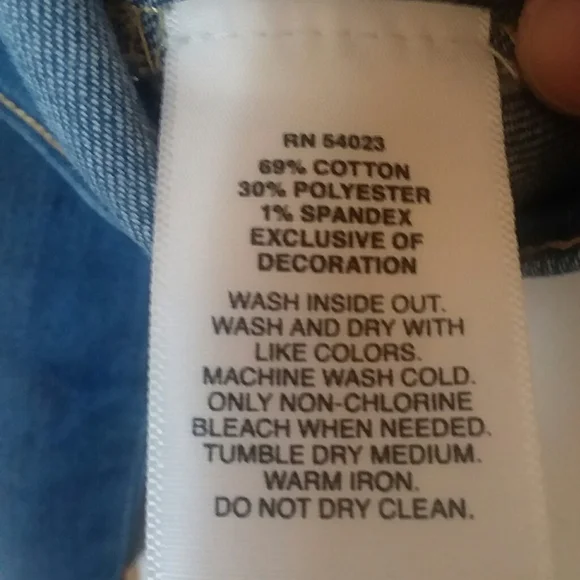 RN 54023
69% COTTON
30% POLYESTER
1% SPANDEX
EXCLUSIVE OF
DECORATION
WASH INSIDE OUT.
WASH AND DRY WITH
LIKE COLORS.
MACHINE WASH COLD.
ONLY NON-CHLORINE
BLEACH WHEN NEEDED.
TUMBLE DRY MEDIUM.
WARM IRON.
DO NOT DRY CLEAN.